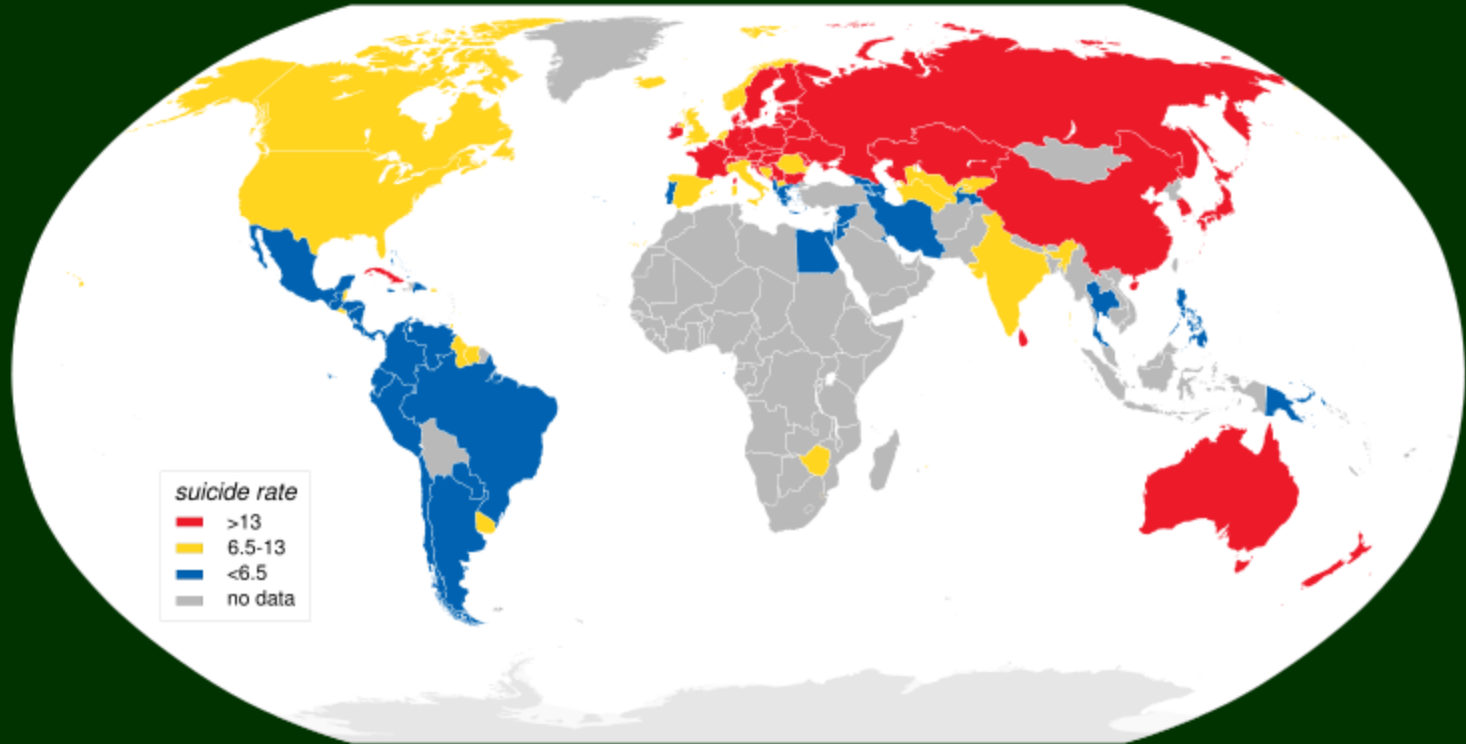 suicide rate
>13
6.5-13
<6.5
no data